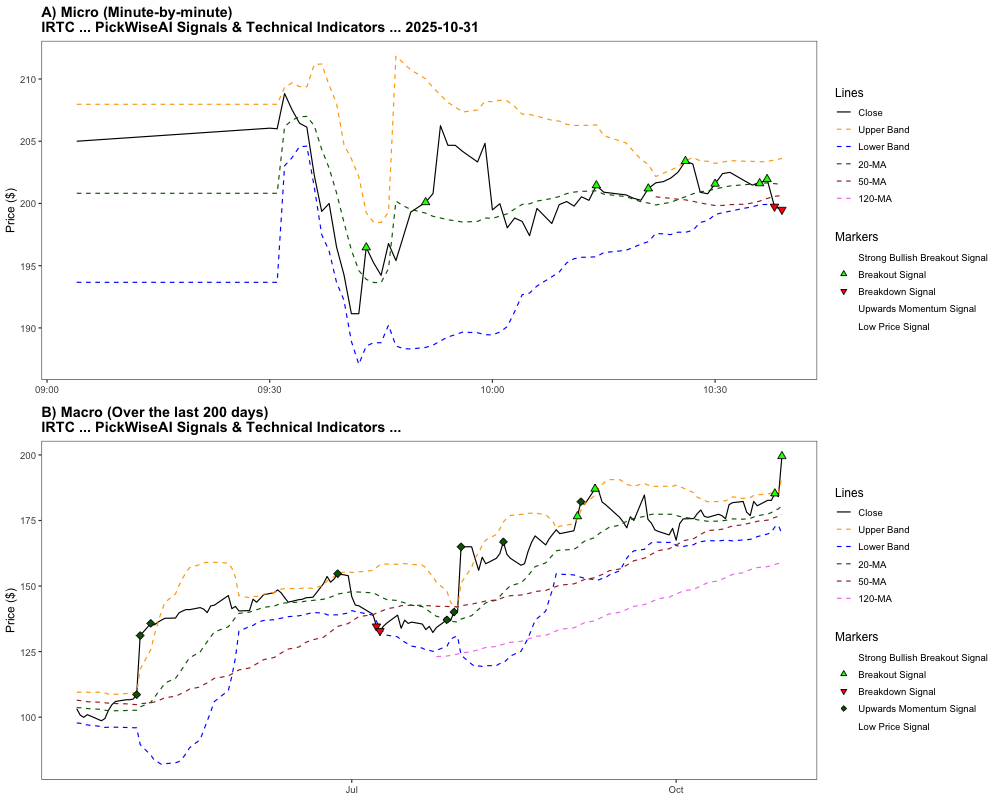 A) Micro (Minute-by-minute)
IRTC ... PickWiseAI Signals & Technical Indicators ... 2025-10-31
Price ($)
210
205
200
195
190
09:00
09:30
10:00
10:30
Lines
Close
Upper Band
Lower Band
20-MA
50-MA
120-MA
Markers
Strong Bullish Breakout Signal
Breakout Signal
Breakdown Signal
Upwards Momentum Signal
Low Price Signal
B) Macro (Over the last 200 days)
IRTC ... PickWiseAI Signals & Technical Indicators ...
Price ($)
200
175
150
125
100
Jul
Oct
Lines
Close
Upper Band
Lower Band
20-MA
50-MA
120-MA
Markers
Strong Bullish Breakout Signal
Breakout Signal
Breakdown Signal
Upwards Momentum Signal
Low Price Signal